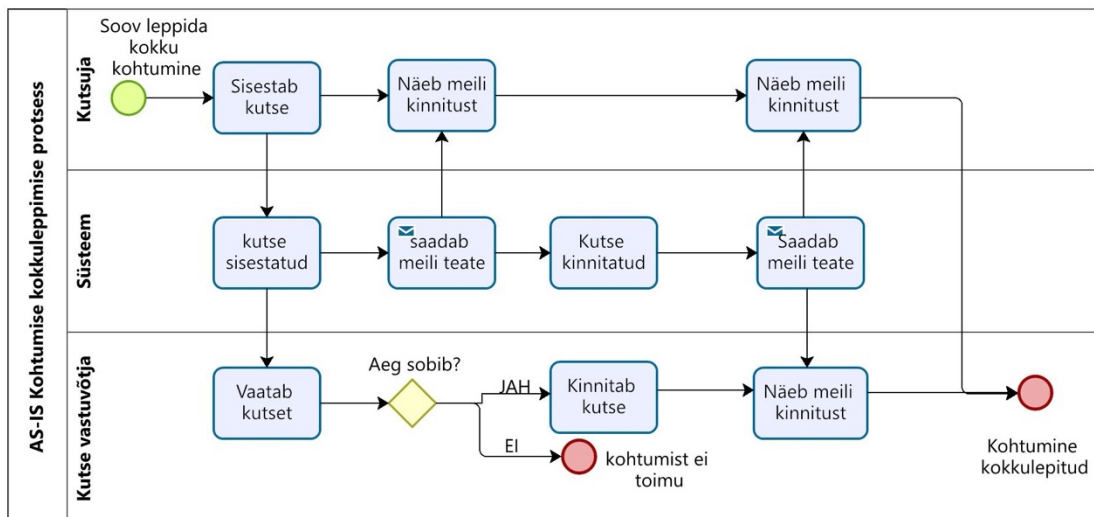 AS-IS Kohtumise kokkuleppimise protsess
Kutsuja
Soov leppida
kokku
kohtumine
Sisestab
kutse
Näeb meili
kinnitust
Näeb meili
kinnitust
Süsteem
kutse
sisestatud
saadab
meili teate
Kutse
kinnitatud
Saadab
meili teate
Kutse vastuvõtja
Vaatab
kutset
Aeg sobib?
JAH
Kinnitab
kutse
Näeb meili
kinnitust
EI
kohtumist ei
toimu
Kohtumine
kokkulepitud